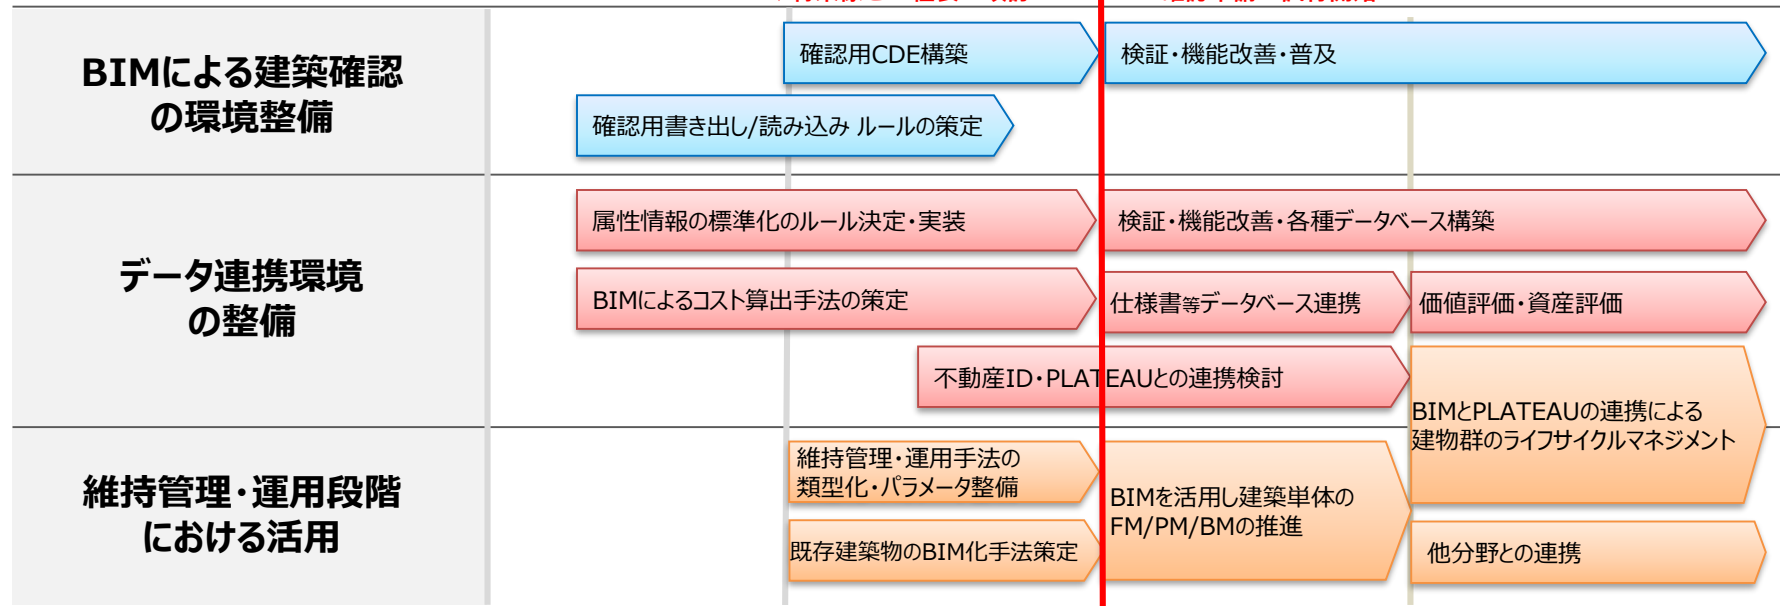 BIMによる建築確認
の環境整備
確認用CDE構築
検証・機能改善・普及
確認用書き出し/読み込み ルールの策定
データ連携環境
の整備
属性情報の標準化のルール決定・実装
検証・機能改善・各種データベース構築
BIMによるコスト算出手法の策定
仕様書等データベース連携
価値評価・資産評価
不動産ID・PLATEAUとの連携検討
BIMとPLATEAUの連携による
建物群のライフサイクルマネジメント
維持管理・運用段階
における活用
維持管理・運用手法の
類型化・パラメータ整備
BIMを活用し建築単体の
FM/PM/BMの推進
既存建築物のBIM化手法策定
他分野との連携